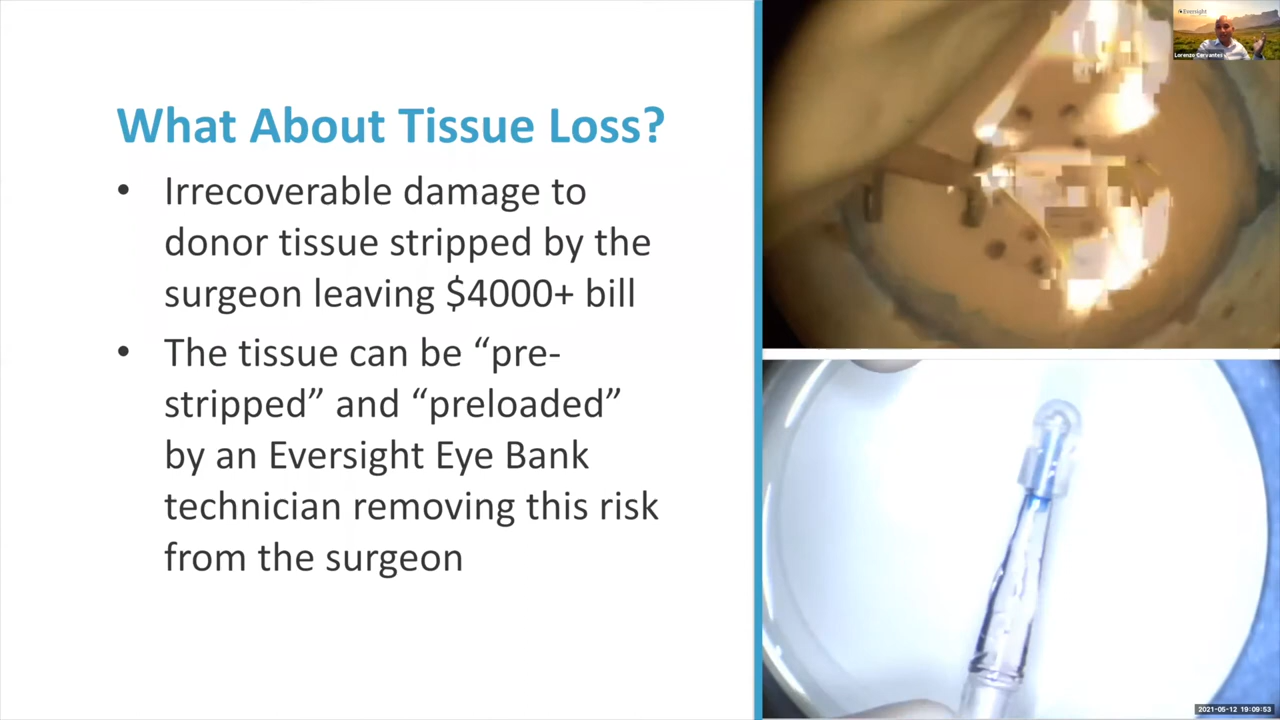 What About Tissue Loss?
• Irrecoverable damage to
donor tissue stripped by the
surgeon leaving $4000+ bill
• The tissue can be “pre-
stripped” and “preloaded”
by an Eversight Eye Bank
technician removing this risk
from the surgeon
Eversight
Lorenzo Cervantes
2021-05-12 19:09:53